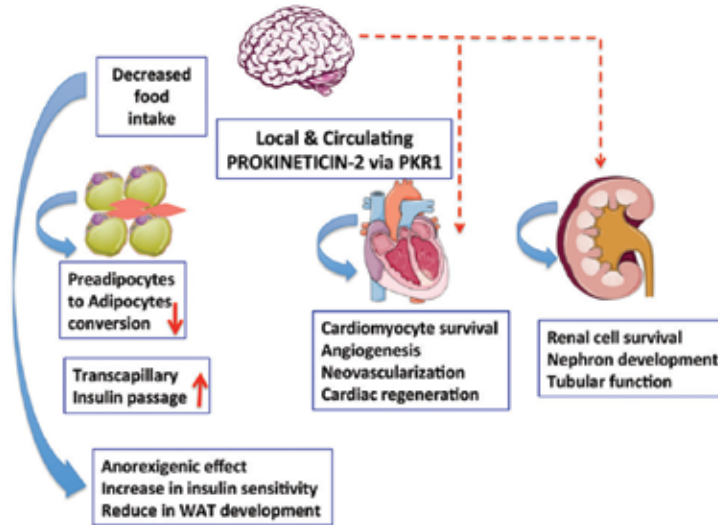 Decreased
food
intake
Local & Circulating
PROKINETICIN-2 via PKR1
Preadipocytes
to Adipocytes
conversion
Transcapillary
Insulin passage
Cardiomyocyte survival
Angiogenesis
Neovascularization
Cardiac regeneration
Renal cell survival
Nephron development
Tubular function
Anorexigenic effect
Increase in insulin sensitivity
Reduce in WAT development